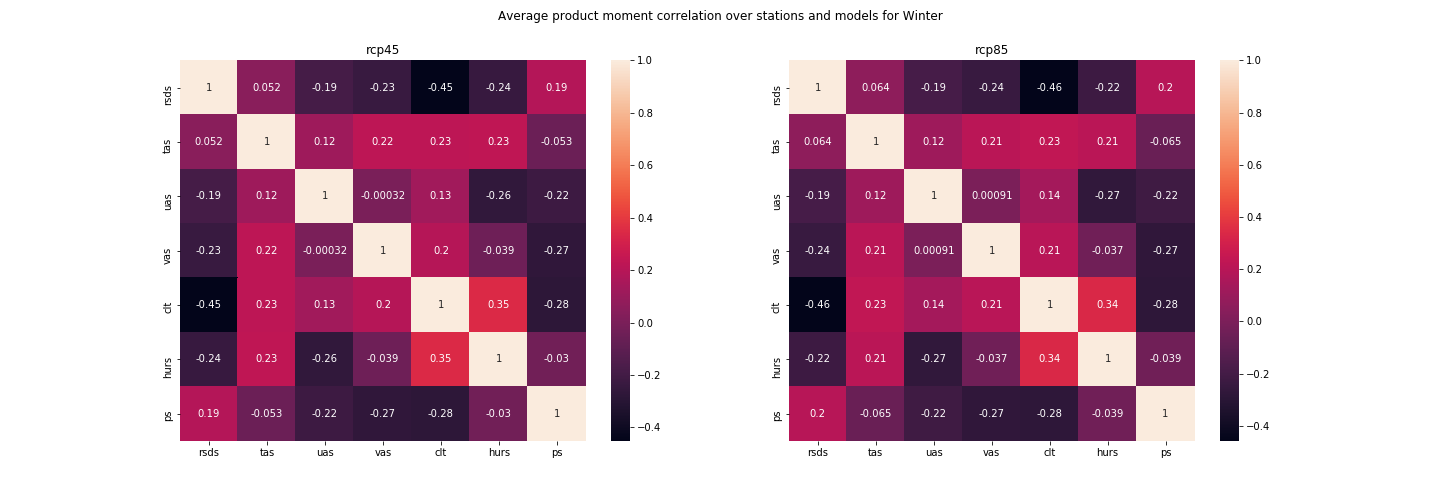 Average product moment correlation over stations and models for Winter
rcp45
rsds 1 0.052 -0.19 -0.23 -0.45 -0.24 0.19
tas 0.052 1 0.12 0.22 0.23 0.23 -0.053
uas -0.19 0.12 1 -0.00032 0.13 -0.26 -0.22
vas -0.23 0.22 -0.00032 1 0.2 -0.039 -0.27
clt -0.45 0.23 0.13 0.2 1 0.35 -0.28
hurs -0.24 0.23 -0.26 -0.039 0.35 1 -0.03
ps 0.19 -0.053 -0.22 -0.27 -0.28 -0.03 1
rsds tas uas vas clt hurs ps
1.0
0.8
0.6
0.4
0.2
0.0
−0.2
−0.4
rcp85
rsds 1 0.064 -0.19 -0.24 -0.46 -0.22 0.2
tas 0.064 1 0.12 0.21 0.23 0.21 -0.065
uas -0.19 0.12 1 0.00091 0.14 -0.27 -0.22
vas -0.24 0.21 0.00091 1 0.21 -0.037 -0.27
clt -0.46 0.23 0.14 0.21 1 0.34 -0.28
hurs -0.22 0.21 -0.27 -0.037 0.34 1 -0.039
ps 0.2 -0.065 -0.22 -0.27 -0.28 -0.039 1
rsds tas uas vas clt hurs ps
1.0
0.8
0.6
0.4
0.2
0.0
−0.2
−0.4